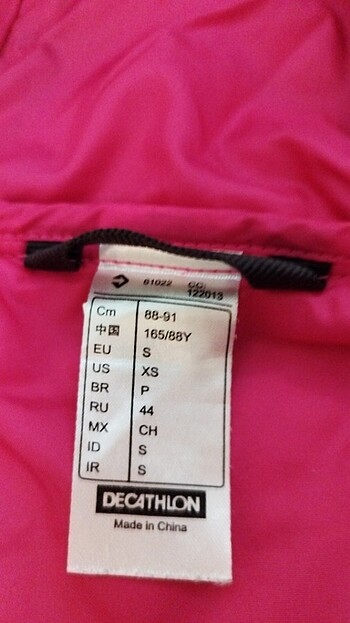 61022 CC:
122013
Cm 88-91
中国 165/88Y
EU S
US XS
BR P
RU 44
MX CH
ID S
IR S
DECATHLON
Made in China